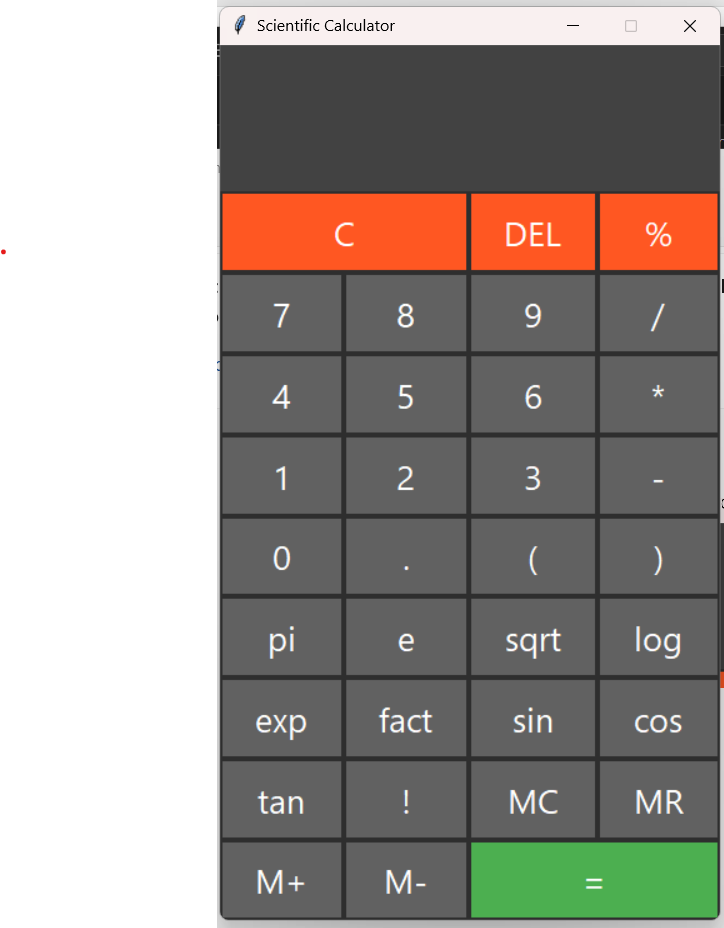 Scientific Calculator
C DEL %
7 8 9 /
4 5 6 *
1 2 3 -
0 . ( )
pi e sqrt log
exp fact sin cos
tan ! MC MR
M+ M- =